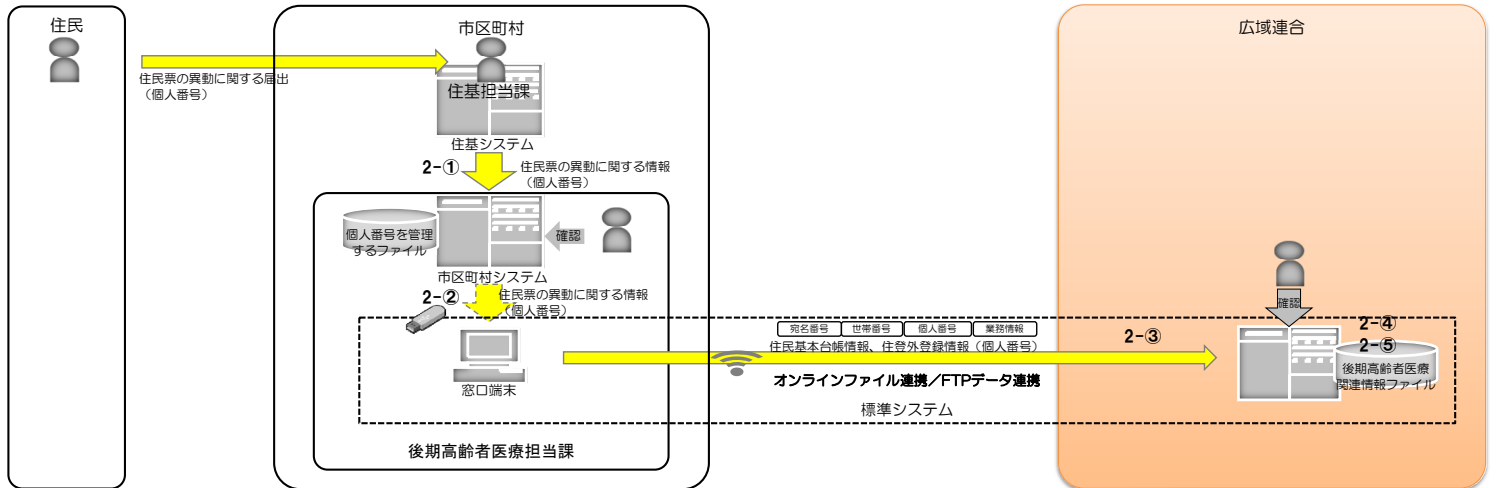 住民
市区町村
広域連合
住民票の異動に関する届出
（個人番号）
住基担当課
住基システム
2-①
住民票の異動に関する情報
（個人番号）
個人番号を管理
するファイル
確認
市区町村システム
2-②
住民票の異動に関する情報
（個人番号）
確認
宛名番号 世帯番号 個人番号 業務情報
住民基本台帳情報、住登外登録情報（個人番号）
2-③
2-④
2-⑤
オンラインファイル連携／FTPデータ連携
窓口端末
後期高齢者医療
関連情報ファイル
標準システム
後期高齢者医療担当課